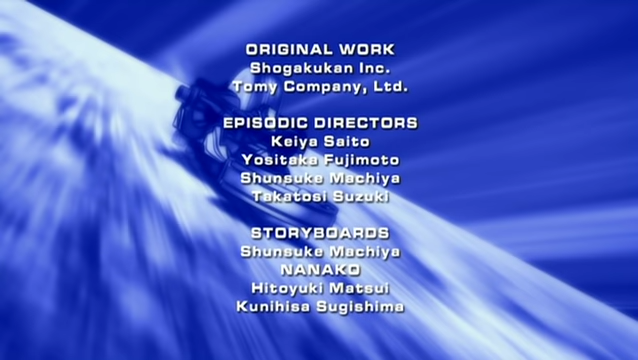 ORIGINAL WORK
Shogakukan Inc.
Tomy Company, Ltd.
EPISODIC DIRECTORS
Keiya Saito
Yositaka Fujimoto
Shunsuke Machiya
Takatosi Suzuki
STORYBOARDS
Shunsuke Machiya
NANAKO
Hitoyuki Matsui
Kunihisa Sugishima